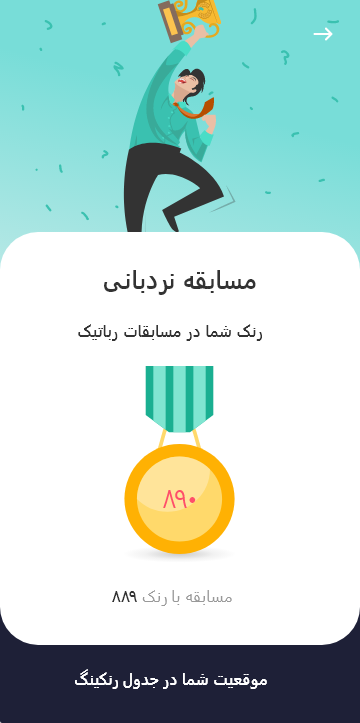 مسابقه نردبانی
رنک شما در مسابقات رباتیک
۸۹۰
مسابقه با رنک ۸۸۹
موقعیت شما در جدول رنکینگ